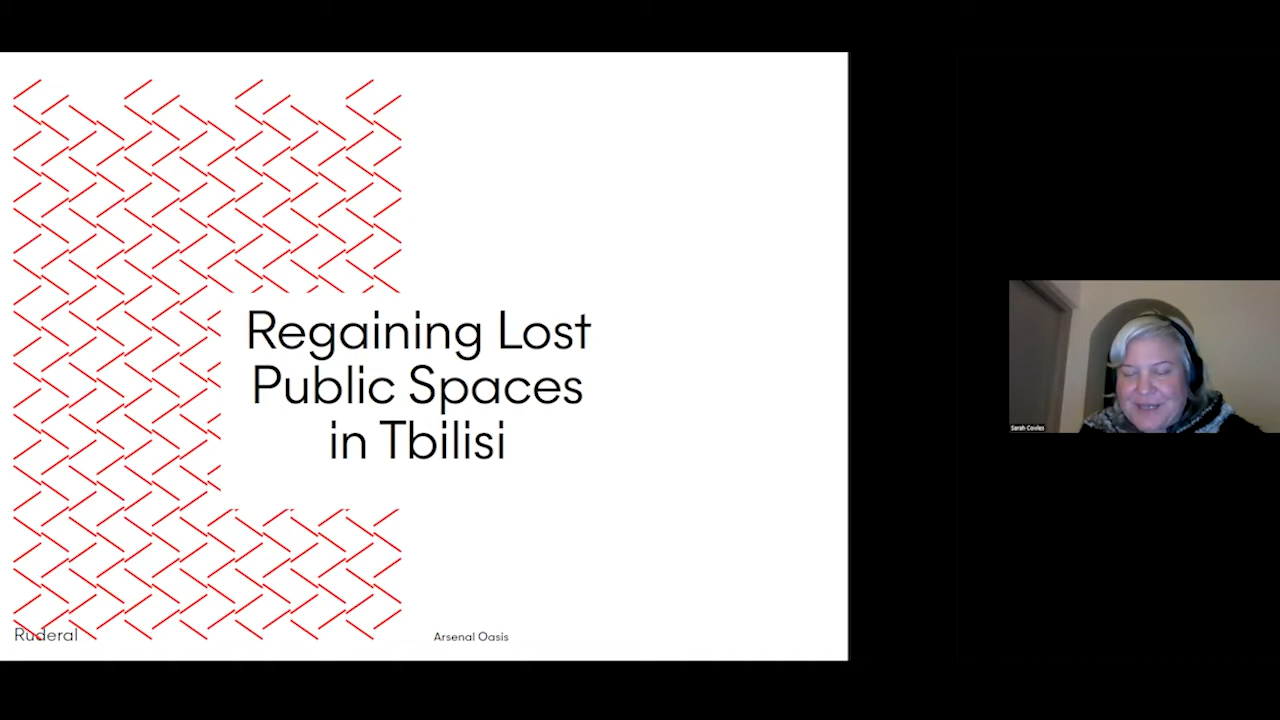 Regaining Lost
Public Spaces
in Tbilisi
Ruderal
Arsenal Oasis
Sarah Cowles